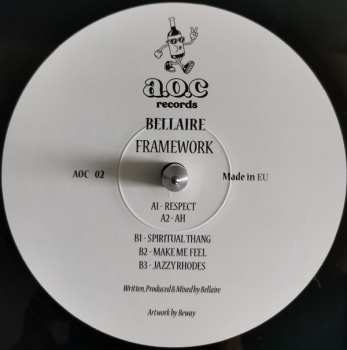 a.o.c
records
BELLAIRE
FRAMEWORK
AOC 02
Made in EU
A1 - RESPECT
A2 - AH
B1 - SPIRITUAL THANG
B2 - MAKE ME FEEL
B3 - JAZZY RHODES
Written, Produced & Mixed by Bellaire
Artwork by Beway